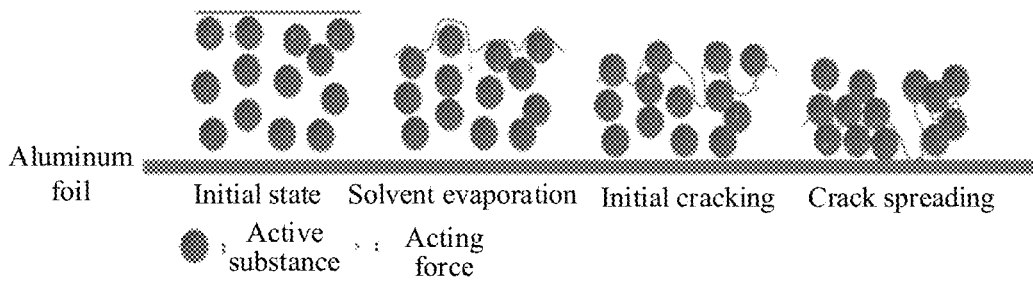 Aluminum
foil
Initial state
Solvent evaporation
Initial cracking
Crack spreading
Active
substance
Acting
force